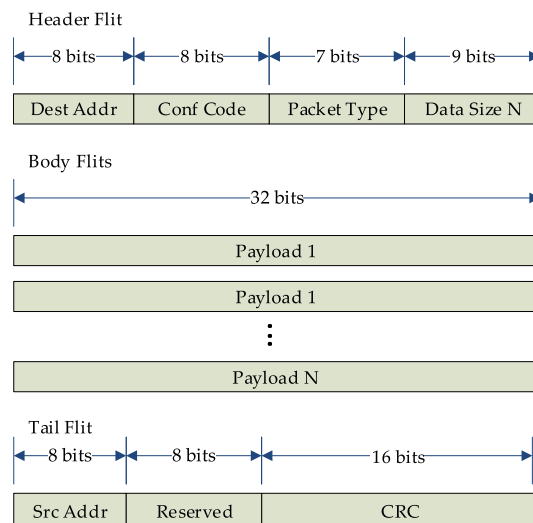 Header Flit
8 bits 8 bits 7 bits 9 bits
Dest Addr Conf Code Packet Type Data Size N
Body Flits
32 bits
Payload 1
Payload 1
Payload N
Tail Flit
8 bits 8 bits 16 bits
Src Addr Reserved CRC